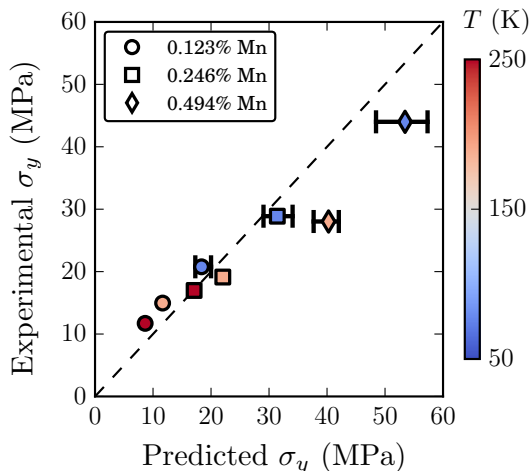 T (K)
250
150
50
0.123% Mn
0.246% Mn
0.494% Mn
60
50
40
30
20
10
0
Experimental σy (MPa)
0 10 20 30 40 50 60
Predicted σy (MPa)